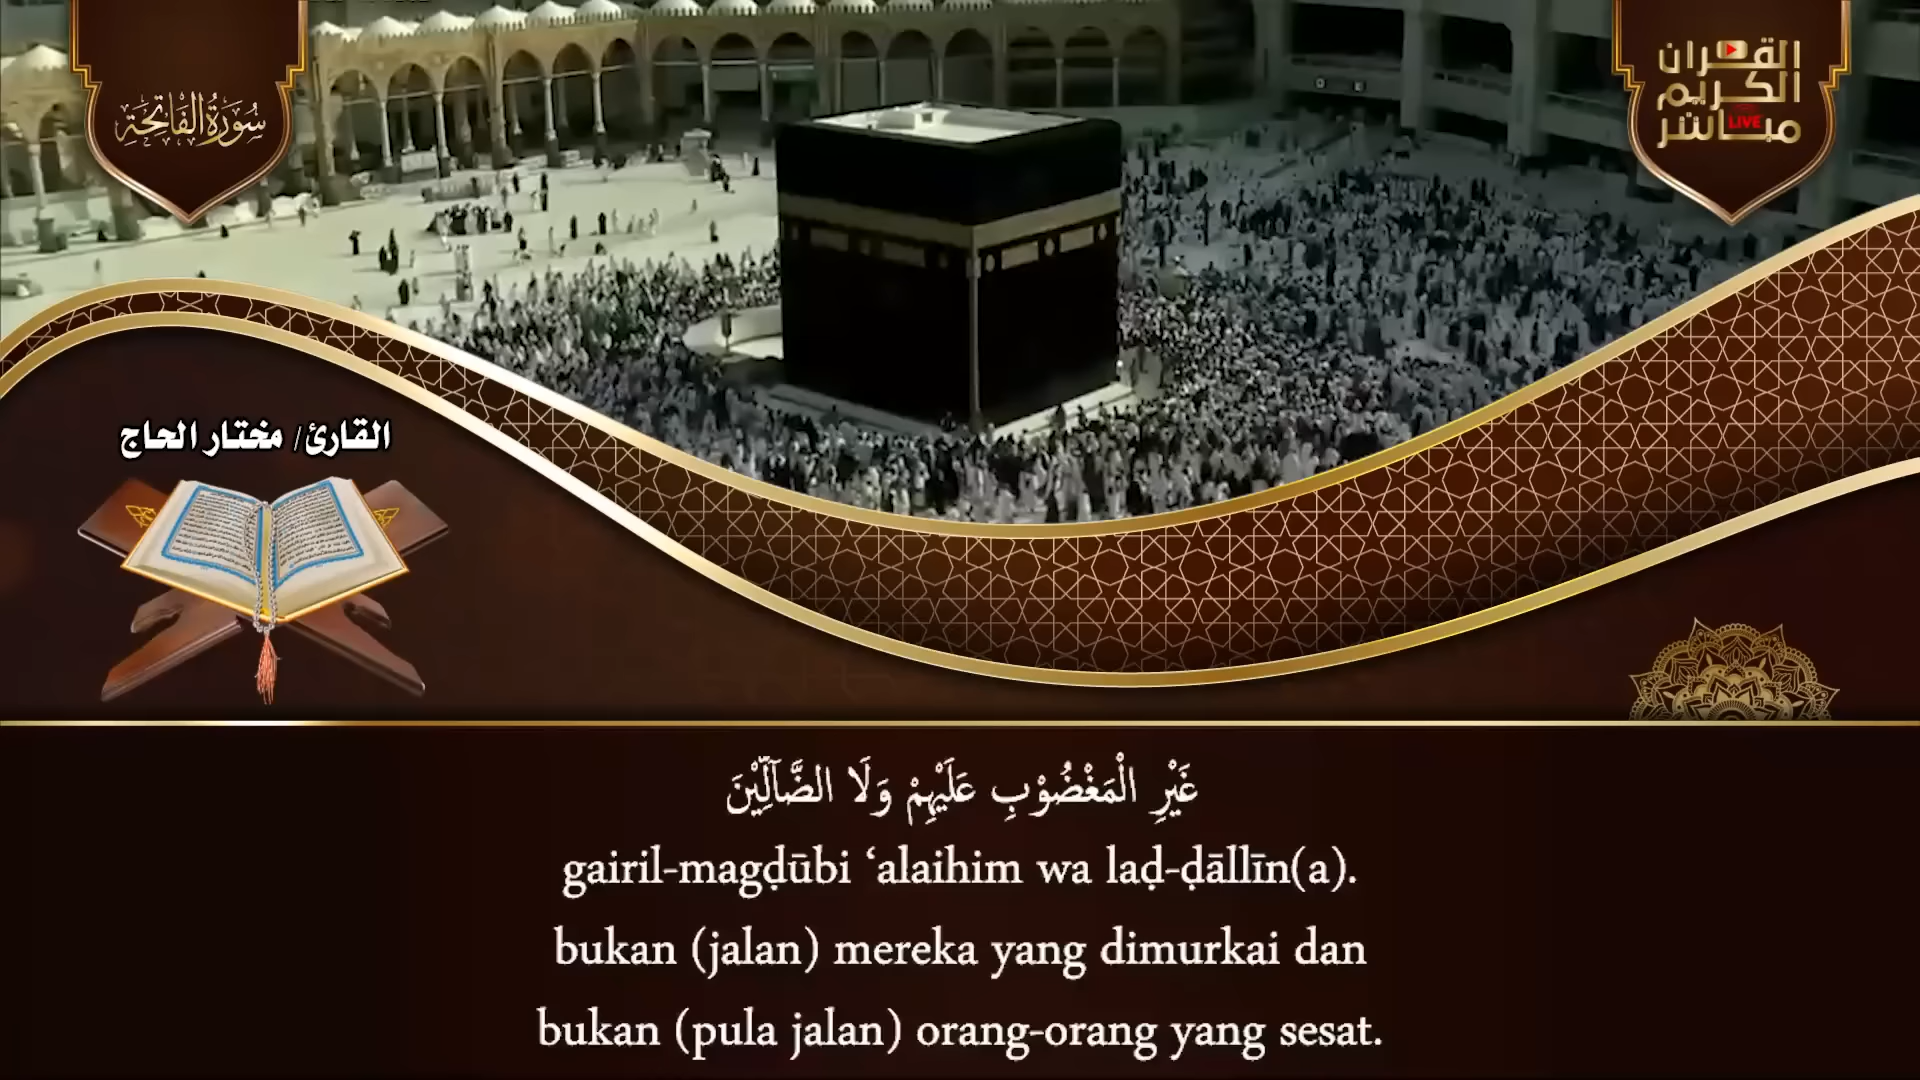 سُورَةُ الفَاتِحَة
القرآن
الكريم
LIVE
مباشر
القارئ/ مختار الحاج
غَيْرِ الْمَغْضُوْبِ عَلَيْهِمْ وَلَا الضَّاۤلِّيْنَ
gairil-magḍūbi ‘alaihim wa laḍ-ḍāllīn(a).
bukan (jalan) mereka yang dimurkai dan
bukan (pula jalan) orang-orang yang sesat.